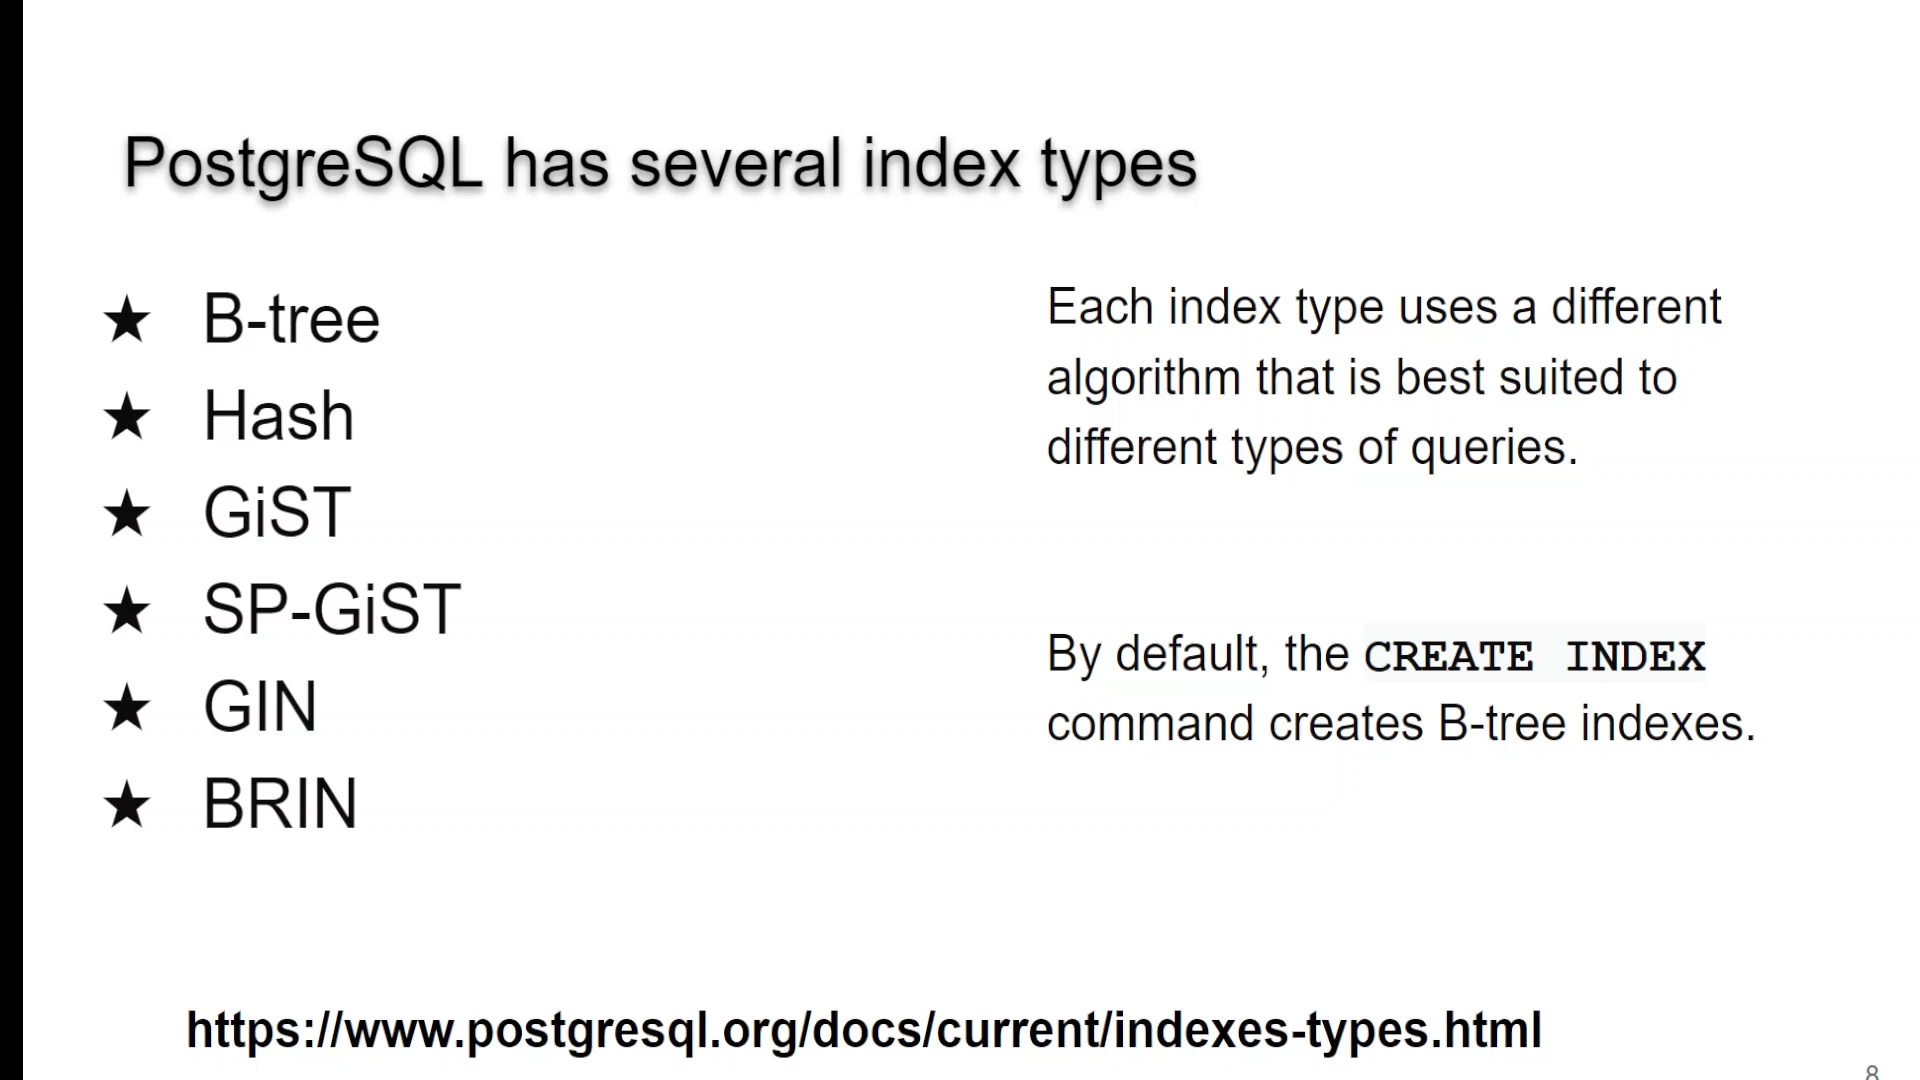 PostgreSQL has several index types
★ B-tree
★ Hash
★ GiST
★ SP-GiST
★ GIN
★ BRIN
Each index type uses a different
algorithm that is best suited to
different types of queries.
By default, the CREATE INDEX
command creates B-tree indexes.
https://www.postgresql.org/docs/current/indexes-types.html
8